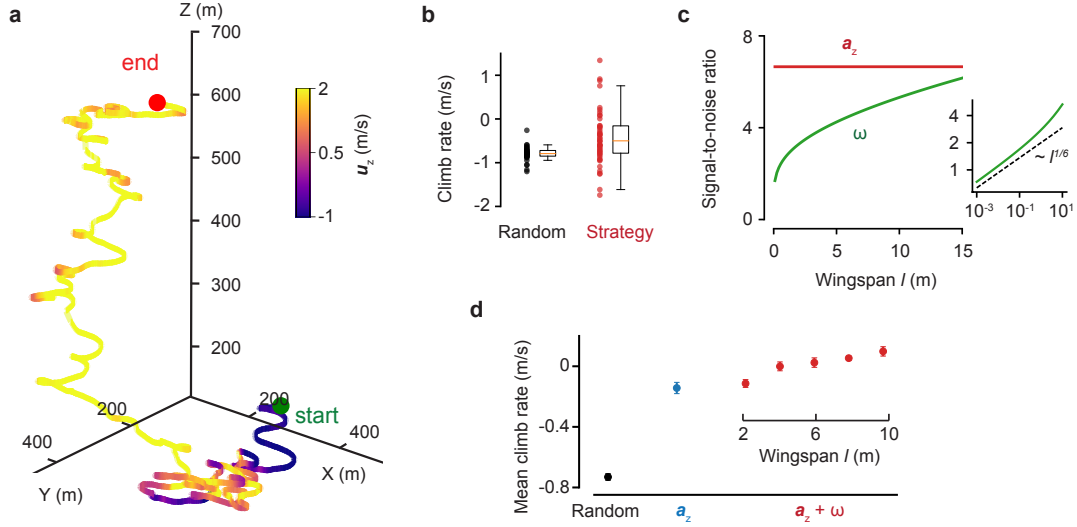 a
Z (m)
700
600
500
400
300
200
200
400
400
end
start
X (m)
Y (m)
2
0.5
-1
u_z (m/s)
b
Climb rate (m/s)
1
-0
-1
-2
Random
Strategy
c
Signal-to-noise ratio
8
4
0
a_z
ω
0
5
10
15
Wingspan l (m)
4
2
1
~ l^1/6
10^-3
10^-1
10^1
d
Mean climb rate (m/s)
0
-0.4
-0.8
2
6
10
Wingspan l (m)
Random
a_z
a_z + ω